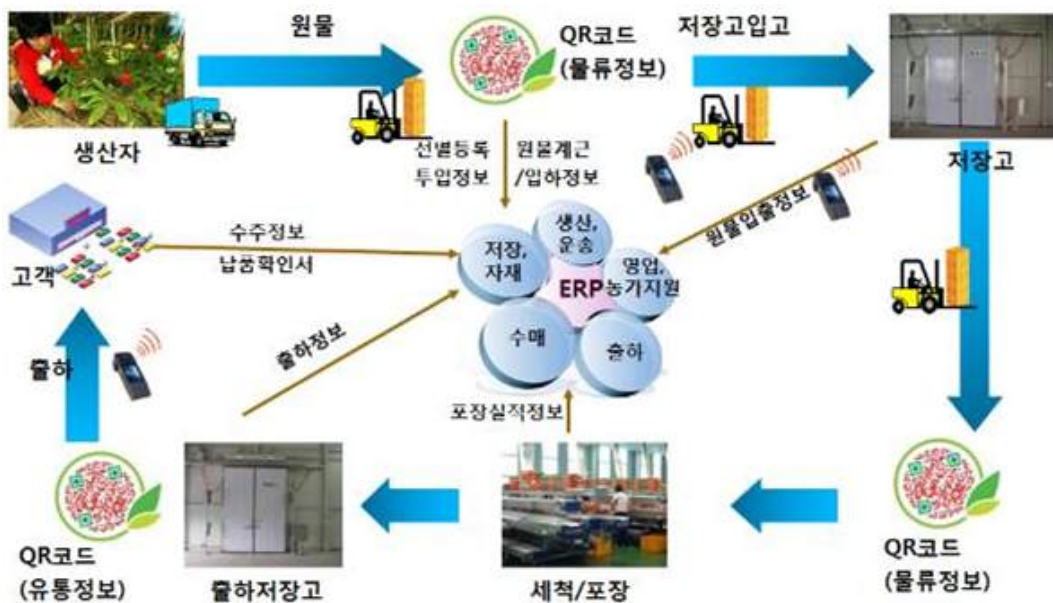 원물
QR코드
(물류정보)
저장고입고
생산자
선별등록
투입정보
원물계근
/입하정보
저장고
원물입출정보
수주정보
납품확인서
고객
생산,
운송
저장,
자재
영업,
농가지원
ERP
수매
출하
출하정보
출하
포장실적정보
QR코드
(유통정보)
출하저장고
세척/포장
QR코드
(물류정보)